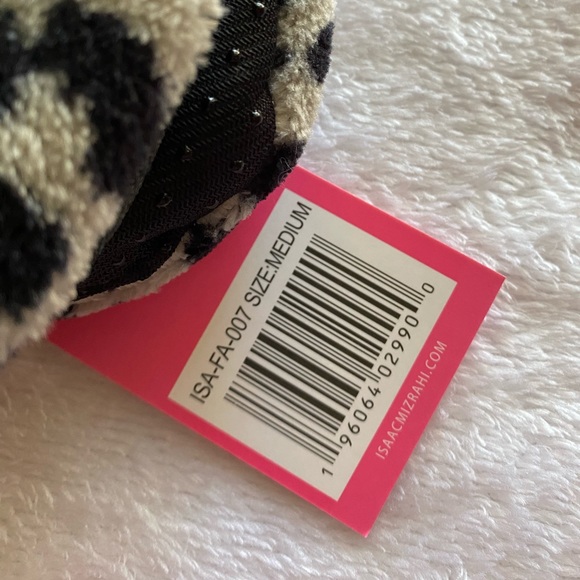 ISA-FA-007 SIZE:MEDIUM
1 96064 02990 0
ISAACMIZRAHI.COM